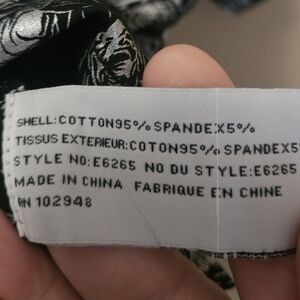 SHELL:COTTON95% SPANDEX5%
TISSUS EXTERIEUR:COTON95% SPANDEX5
STYLE NO:E6265 NO DU STYLE:E6265
MADE IN CHINA FABRIQUE EN CHINE
RN 102948